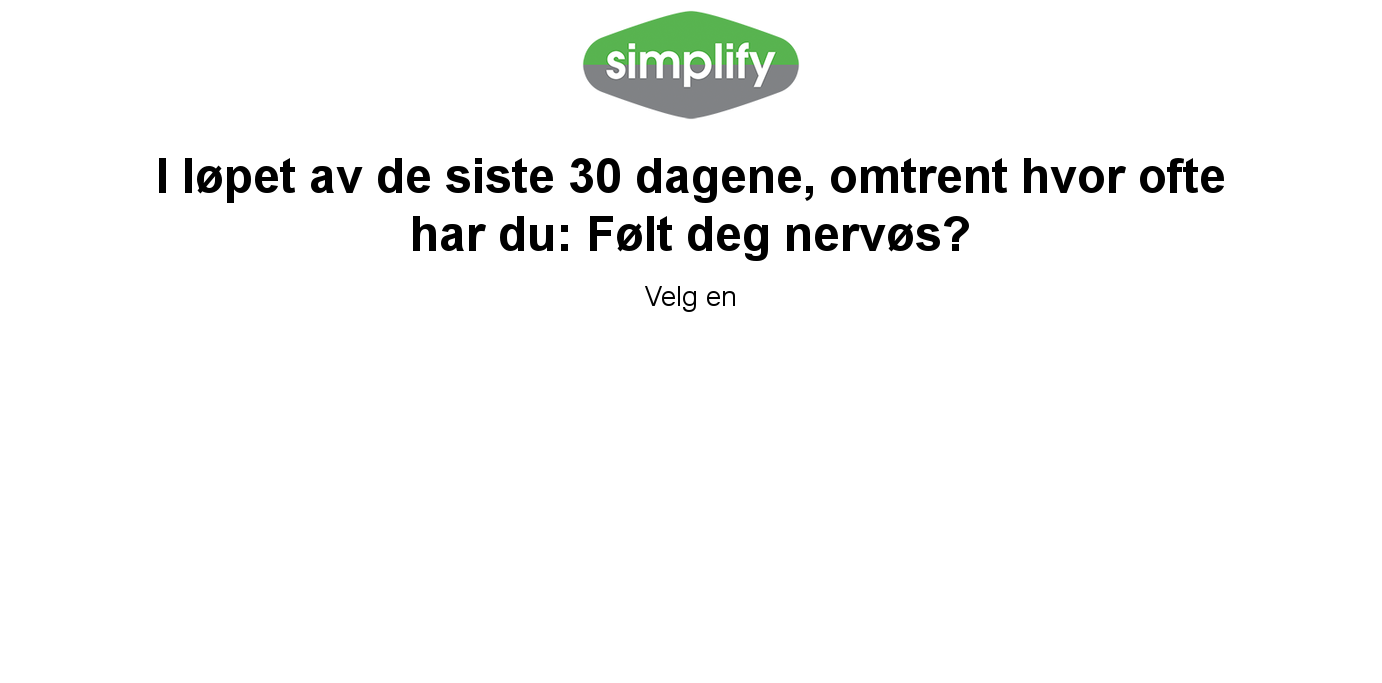 simplify
I løpet av de siste 30 dagene, omtrent hvor ofte
har du: Følt deg nervøs?
Velg en